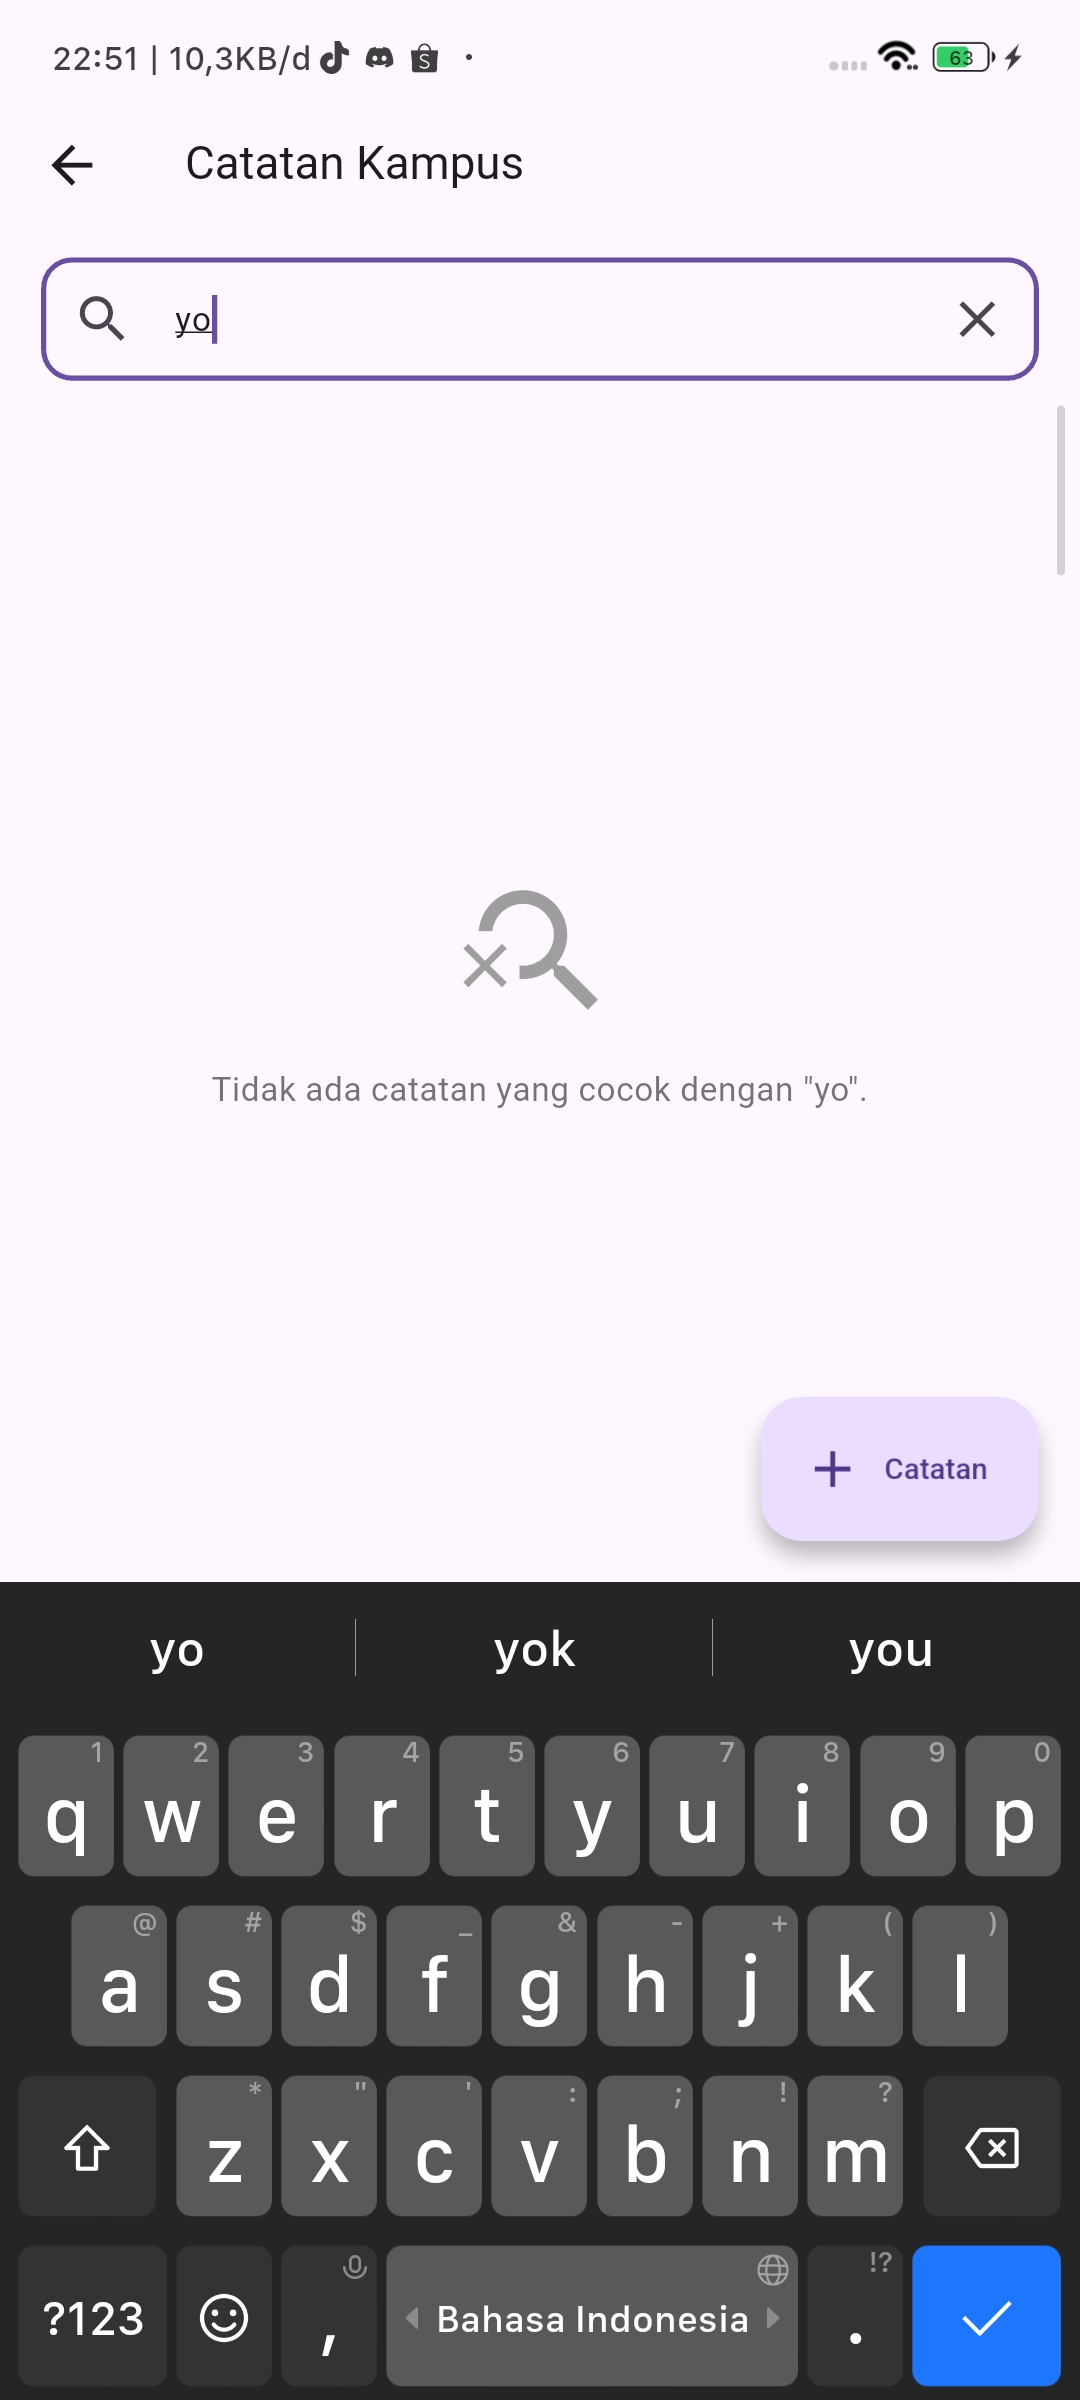 22:51 | 10,3KB/d
63
Catatan Kampus
yo
Tidak ada catatan yang cocok dengan "yo".
+ Catatan
yo yok you
1 2 3 4 5 6 7 8 9 0
q w e r t y u i o p
@ # $ _ & - + ( )
a s d f g h j k l
* " ' : ; ! ?
z x c v b n m
!?
?123 , Bahasa Indonesia .